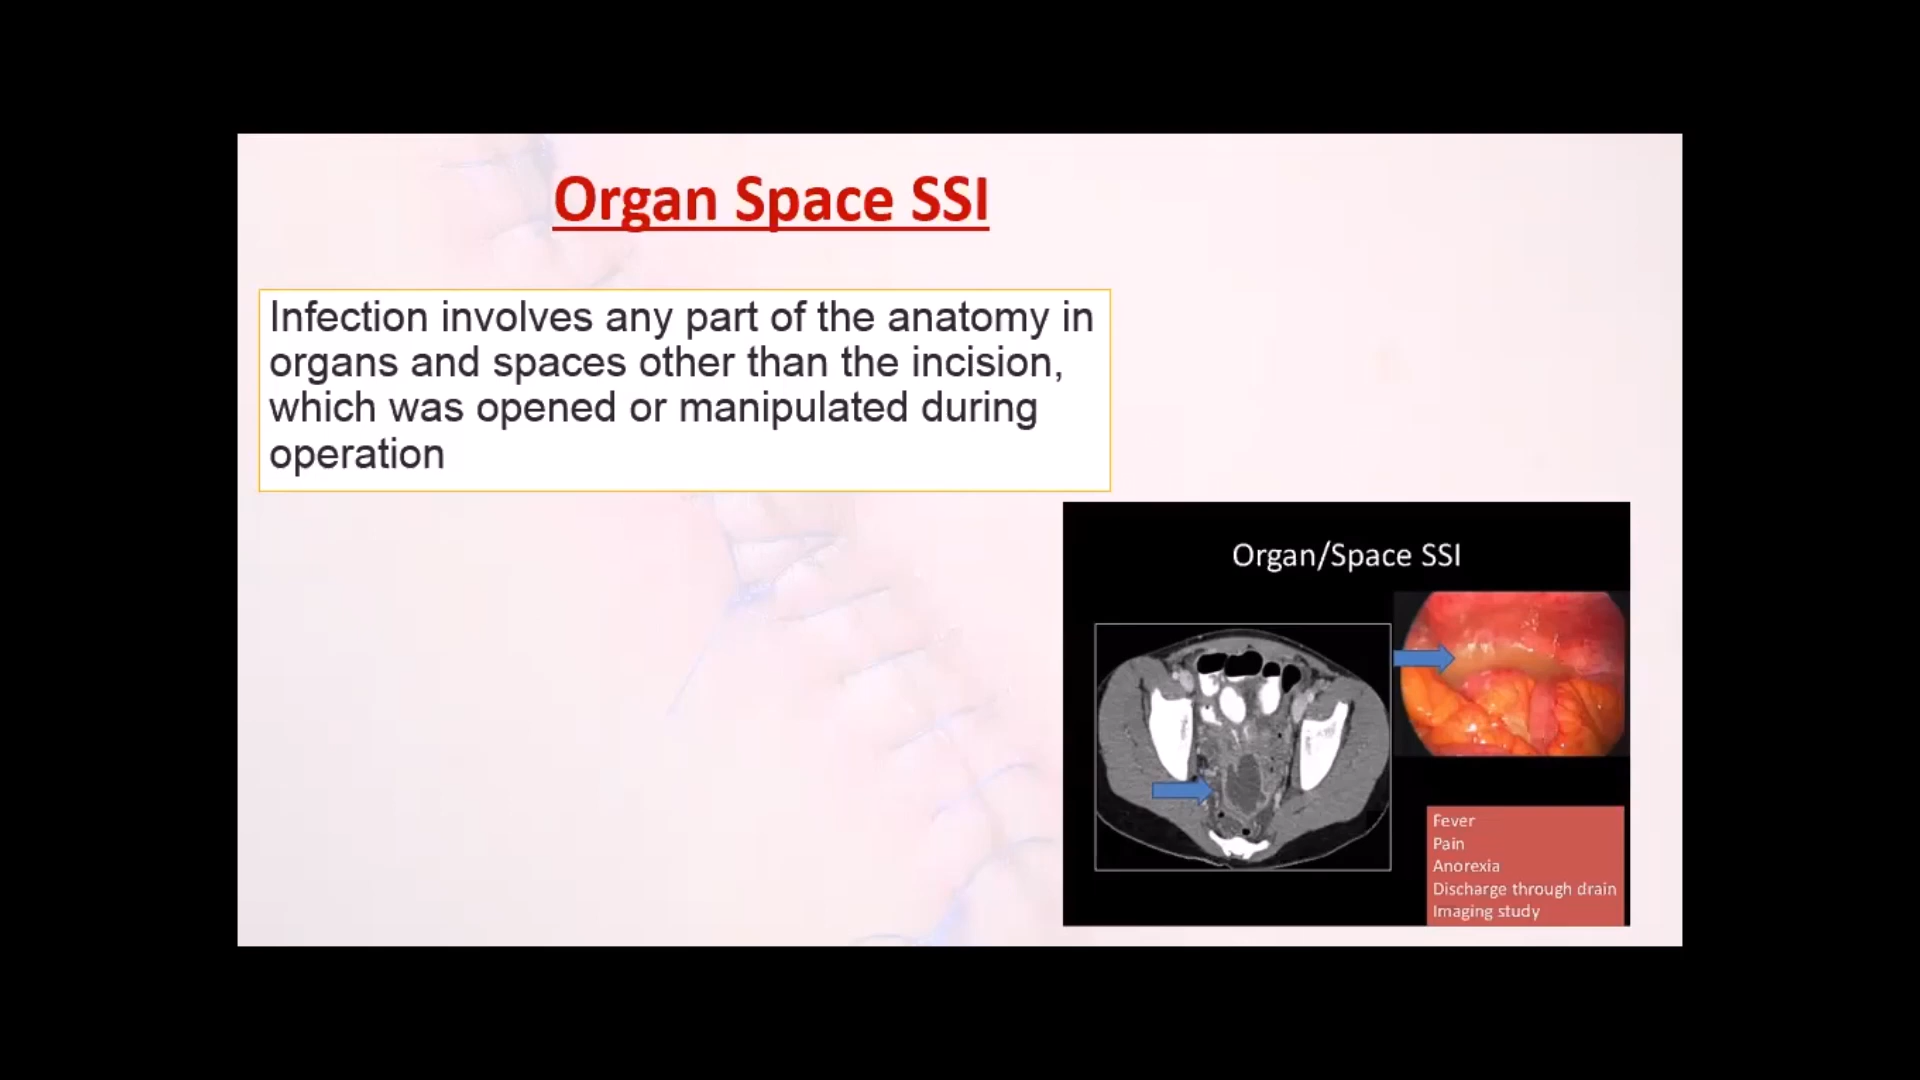 Organ Space SSI
Infection involves any part of the anatomy in
organs and spaces other than the incision,
which was opened or manipulated during
operation
Organ/Space SSI
Fever
Pain
Anorexia
Discharge through drain
Imaging study